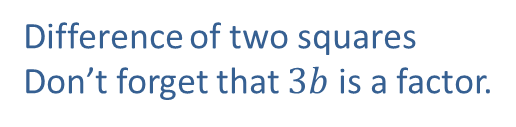 Difference of two squares
Don't forget that 3b is a factor.